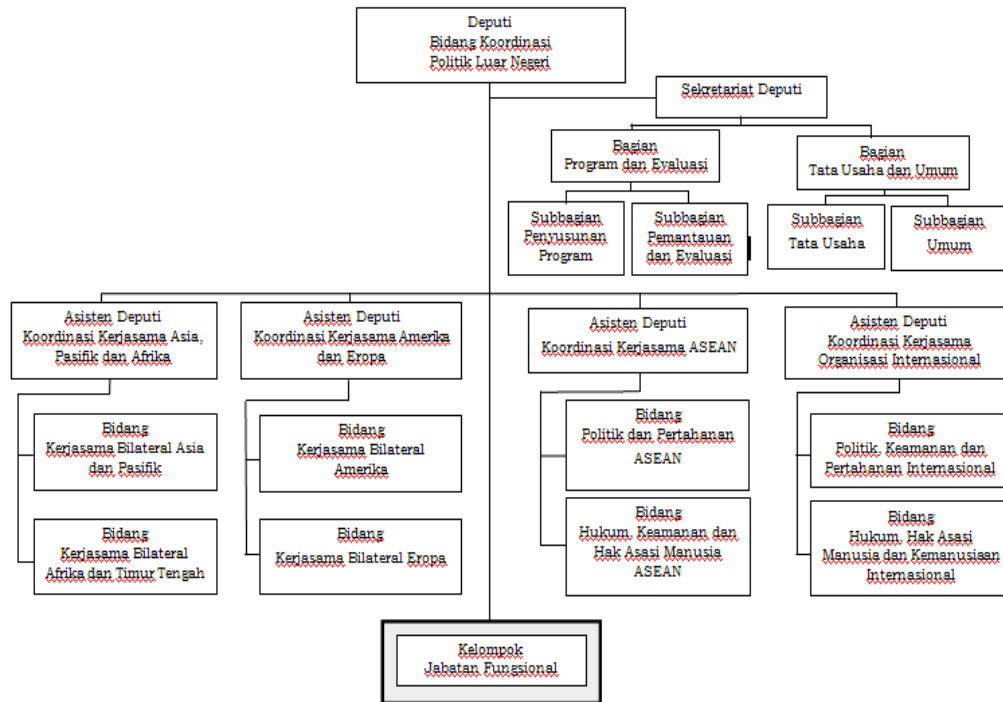 Deputi
Bidang Koordinasi
Politik Luar Negeri
Sekretariat Deputi
Bagian
Program dan Evaluasi
Bagian
Tata Usaha dan Umum
Subbagian
Penyusunan
Program
Subbagian
Pemantauan
dan Evaluasi
Subbagian
Tata Usaha
Subbagian
Umum
Asisten Deputi
Koordinasi Kerjasama Asia,
Pasifik dan Afrika
Asisten Deputi
Koordinasi Kerjasama Amerika
dan Eropa
Asisten Deputi
Koordinasi Kerjasama ASEAN
Asisten Deputi
Koordinasi Kerjasama
Organisasi Internasional
Bidang
Kerjasama Bilateral Asia
dan Pasifik
Bidang
Kerjasama Bilateral
Amerika
Bidang
Politik dan Pertahanan
ASEAN
Bidang
Politik, Keamanan dan
Pertahanan Internasional
Bidang
Kerjasama Bilateral
Afrika dan Timur Tengah
Bidang
Kerjasama Bilateral Eropa
Bidang
Hukum, Keamanan dan
Hak Asasi Manusia
ASEAN
Bidang
Hukum, Hak Asasi
Manusia dan Kemanusiaan
Internasional
Kelompok
Jabatan Fungsional